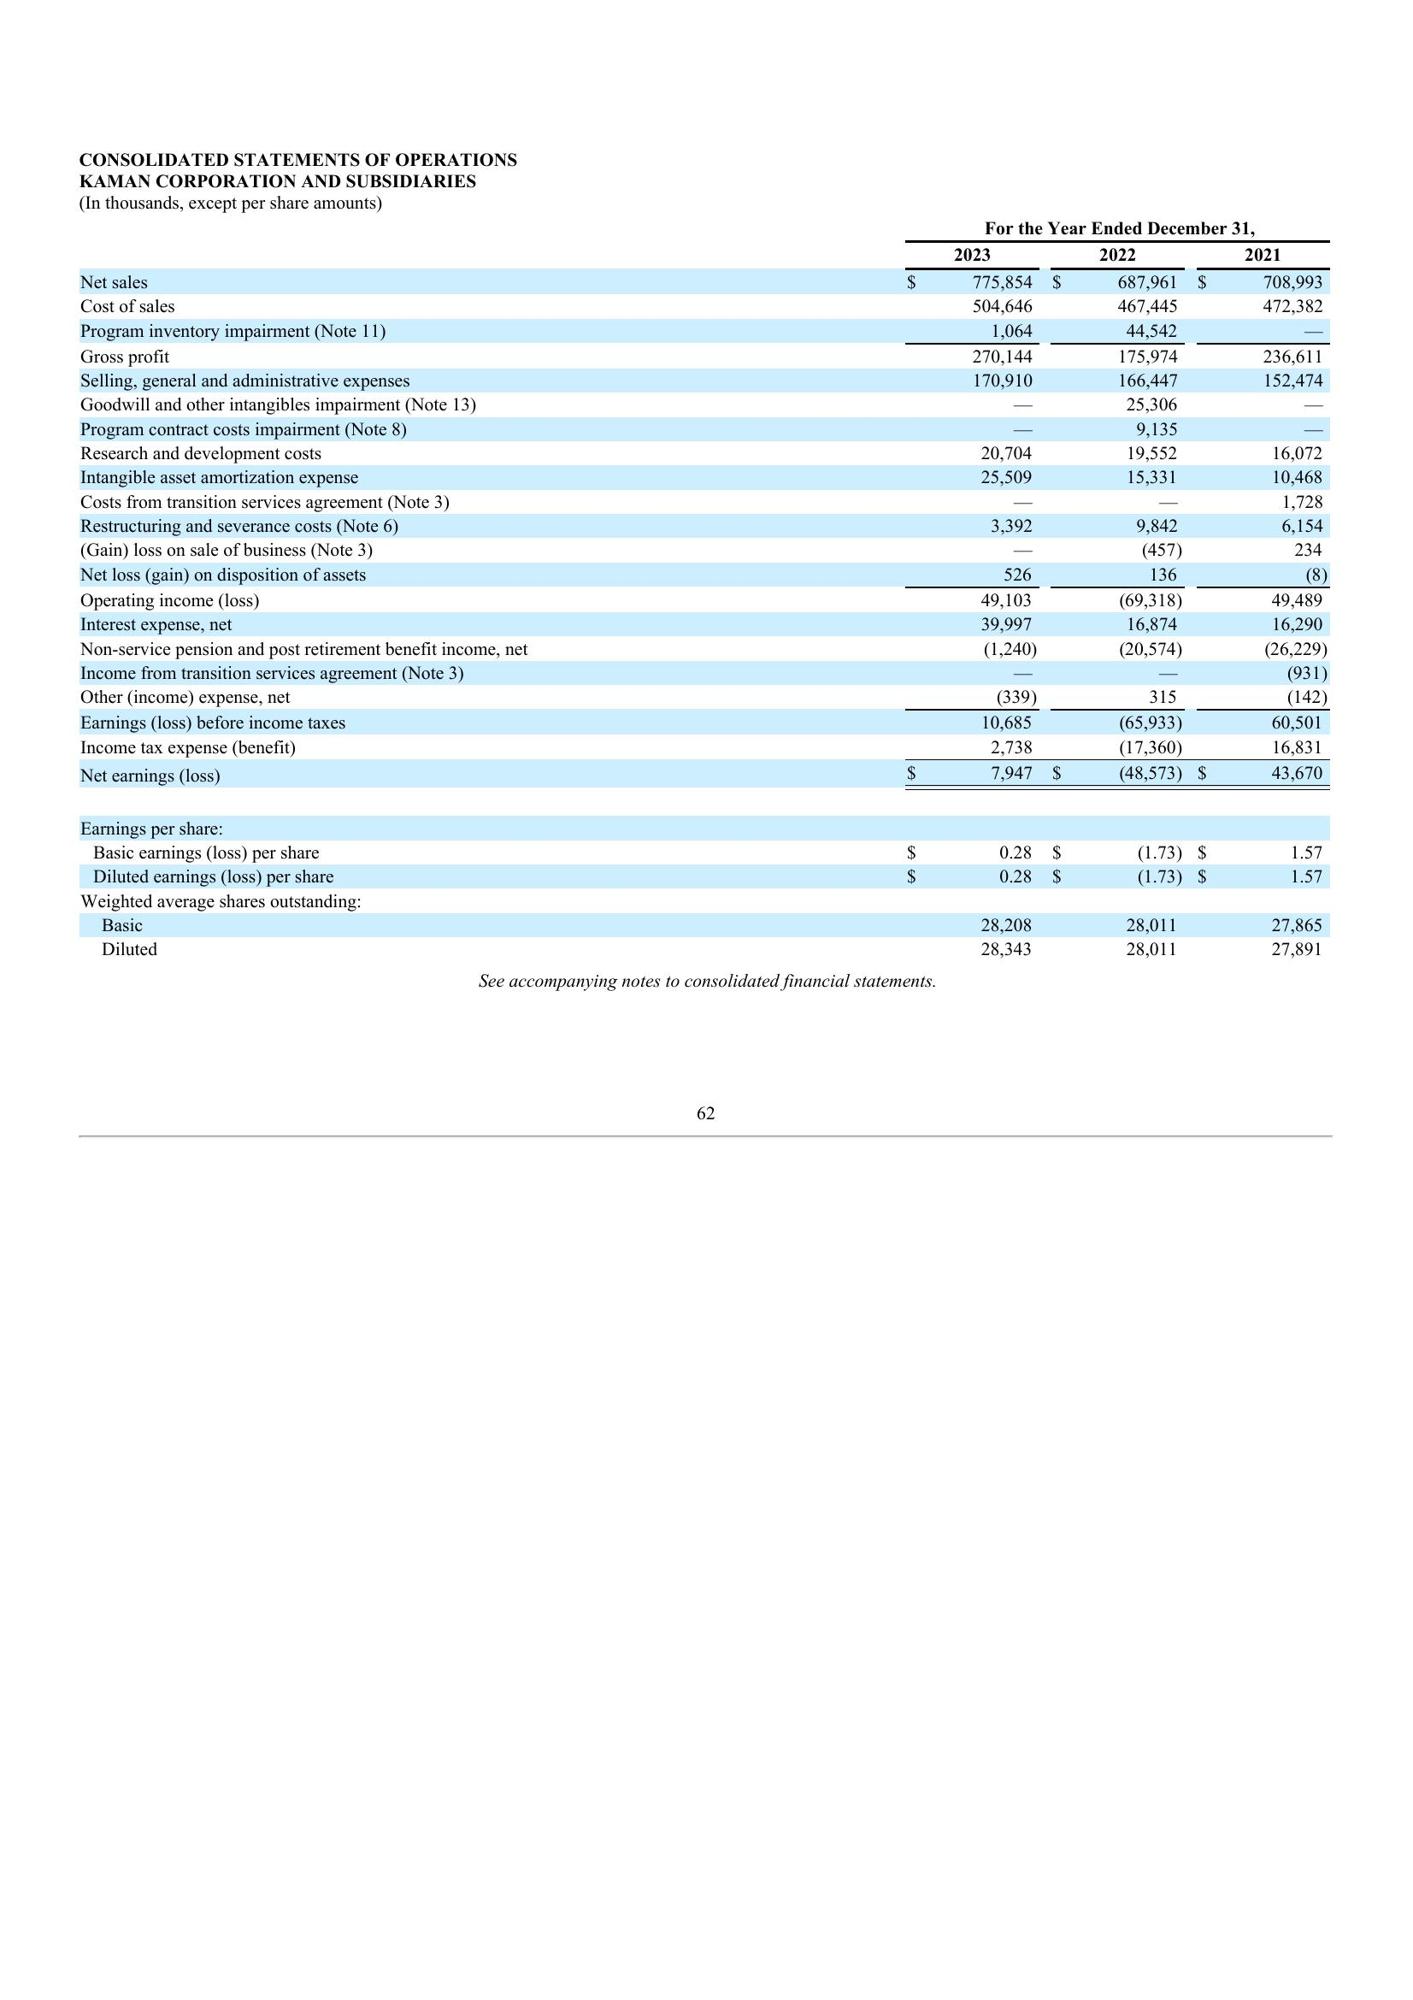 CONSOLIDATED STATEMENTS OF OPERATIONS
KAMAN CORPORATION AND SUBSIDIARIES
(In thousands, except per share amounts)
For the Year Ended December 31,
2023 2022 2021
Net sales $ 775,854 $ 687,961 $ 708,993
Cost of sales 504,646 467,445 472,382
Program inventory impairment (Note 11) 1,064 44,542 —
Gross profit 270,144 175,974 236,611
Selling, general and administrative expenses 170,910 166,447 152,474
Goodwill and other intangibles impairment (Note 13) — 25,306 —
Program contract costs impairment (Note 8) — 9,135 —
Research and development costs 20,704 19,552 16,072
Intangible asset amortization expense 25,509 15,331 10,468
Costs from transition services agreement (Note 3) — — 1,728
Restructuring and severance costs (Note 6) 3,392 9,842 6,154
(Gain) loss on sale of business (Note 3) — (457) 234
Net loss (gain) on disposition of assets 526 136 (8)
Operating income (loss) 49,103 (69,318) 49,489
Interest expense, net 39,997 16,874 16,290
Non-service pension and post retirement benefit income, net (1,240) (20,574) (26,229)
Income from transition services agreement (Note 3) — — (931)
Other (income) expense, net (339) 315 (142)
Earnings (loss) before income taxes 10,685 (65,933) 60,501
Income tax expense (benefit) 2,738 (17,360) 16,831
Net earnings (loss) $ 7,947 $ (48,573) $ 43,670
Earnings per share:
Basic earnings (loss) per share $ 0.28 $ (1.73) $ 1.57
Diluted earnings (loss) per share $ 0.28 $ (1.73) $ 1.57
Weighted average shares outstanding:
Basic 28,208 28,011 27,865
Diluted 28,343 28,011 27,891
See accompanying notes to consolidated financial statements.
62